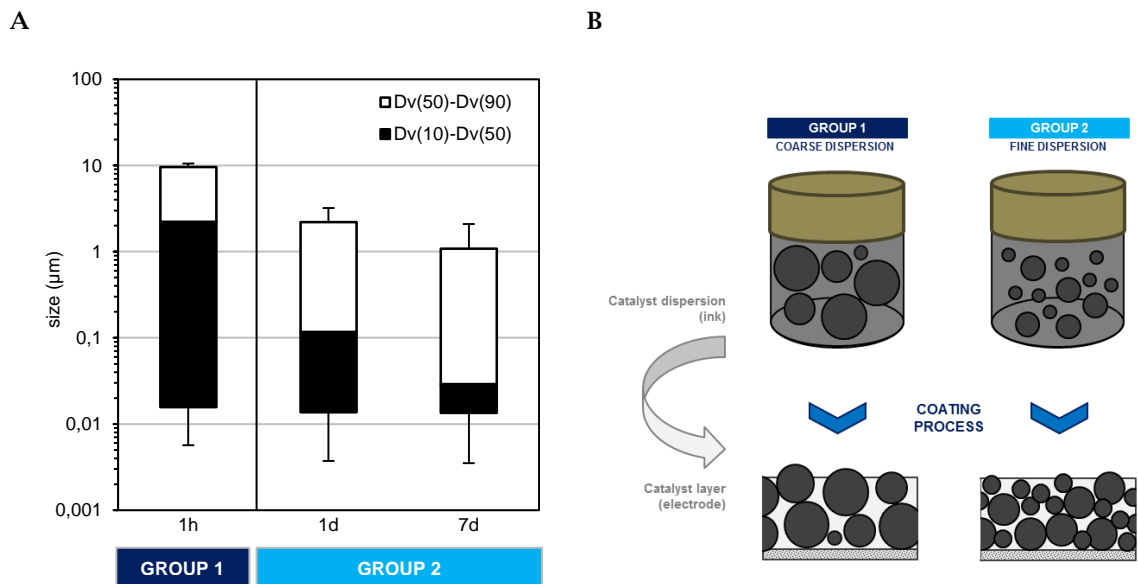 A
100
10
1
0,1
0,01
0,001
size (µm)
Dv(50)-Dv(90)
Dv(10)-Dv(50)
1h
1d
7d
GROUP 1
GROUP 2
B
GROUP 1
COARSE DISPERSION
GROUP 2
FINE DISPERSION
Catalyst dispersion
(ink)
COATING
PROCESS
Catalyst layer
(electrode)